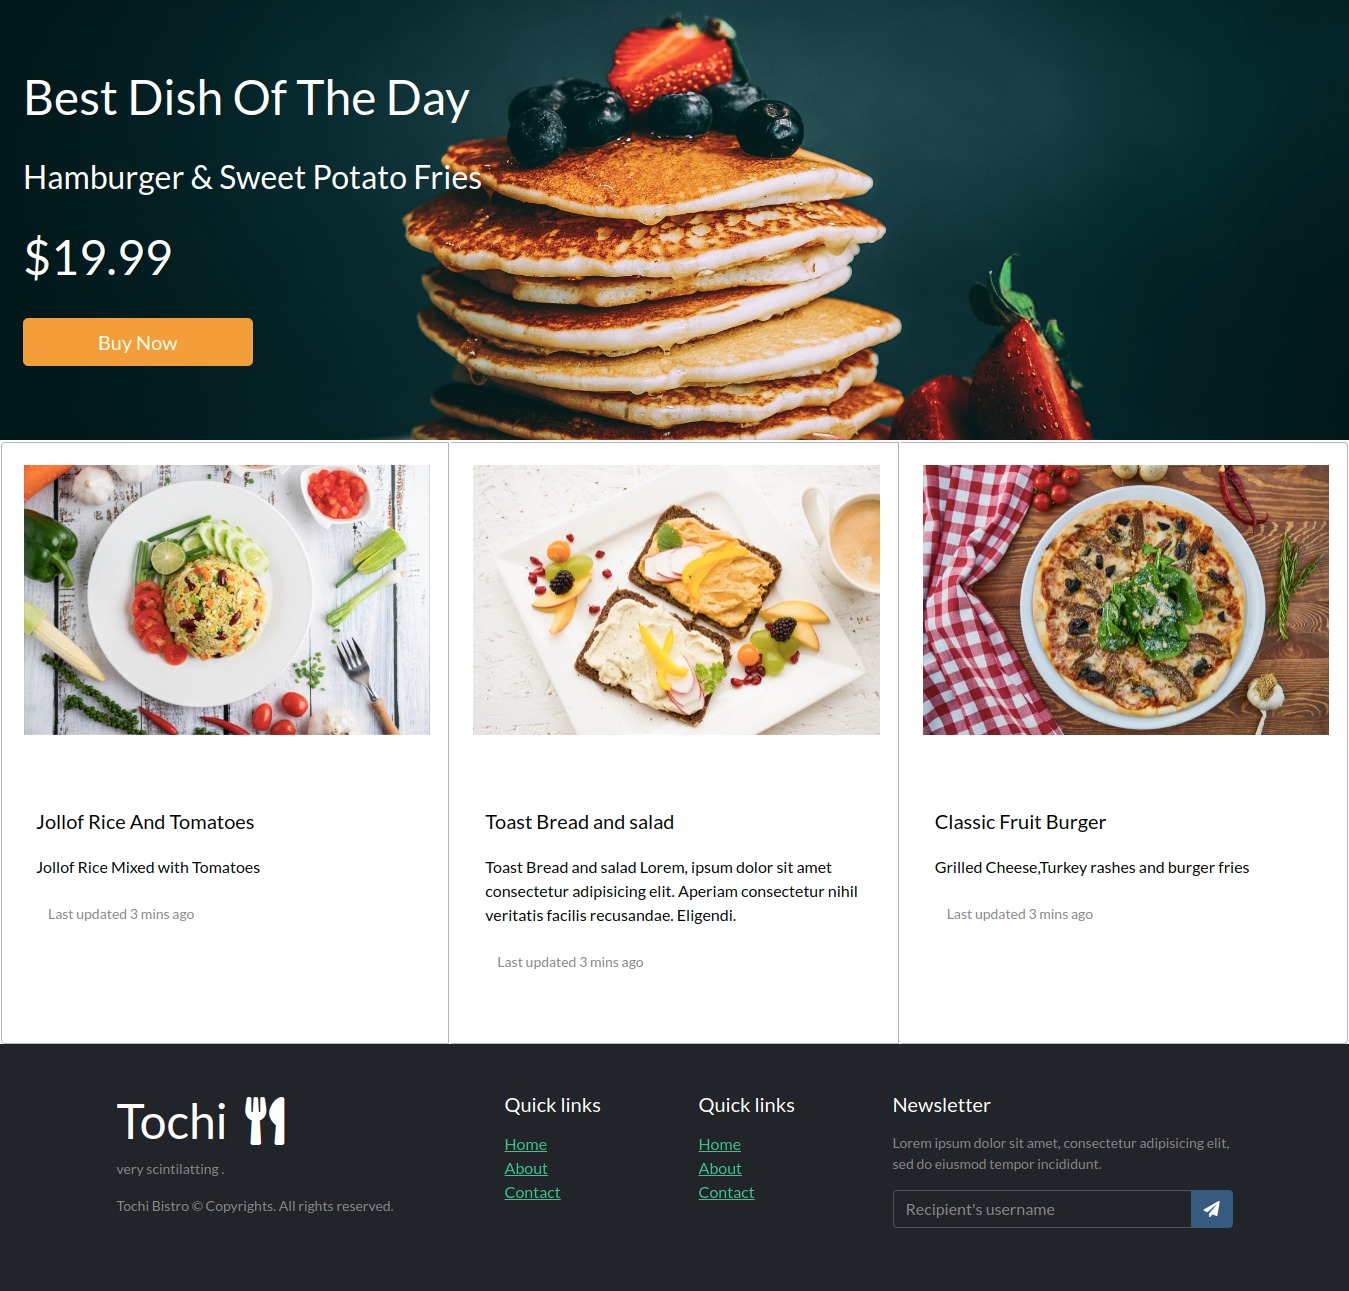 Best Dish Of The Day
Hamburger & Sweet Potato Fries
$19.99
Buy Now
Jollof Rice And Tomatoes
Jollof Rice Mixed with Tomatoes
Last updated 3 mins ago
Toast Bread and salad
Toast Bread and salad Lorem, ipsum dolor sit amet
consectetur adipisicing elit. Aperiam consectetur nihil
veritatis facilis recusandae. Eligendi.
Last updated 3 mins ago
Classic Fruit Burger
Grilled Cheese,Turkey rashes and burger fries
Last updated 3 mins ago
Tochi
very scintilatting .
Tochi Bistro © Copyrights. All rights reserved.
Quick links
Home
About
Contact
Quick links
Home
About
Contact
Newsletter
Lorem ipsum dolor sit amet, consectetur adipisicing elit,
sed do eiusmod tempor incididunt.
Recipient's username